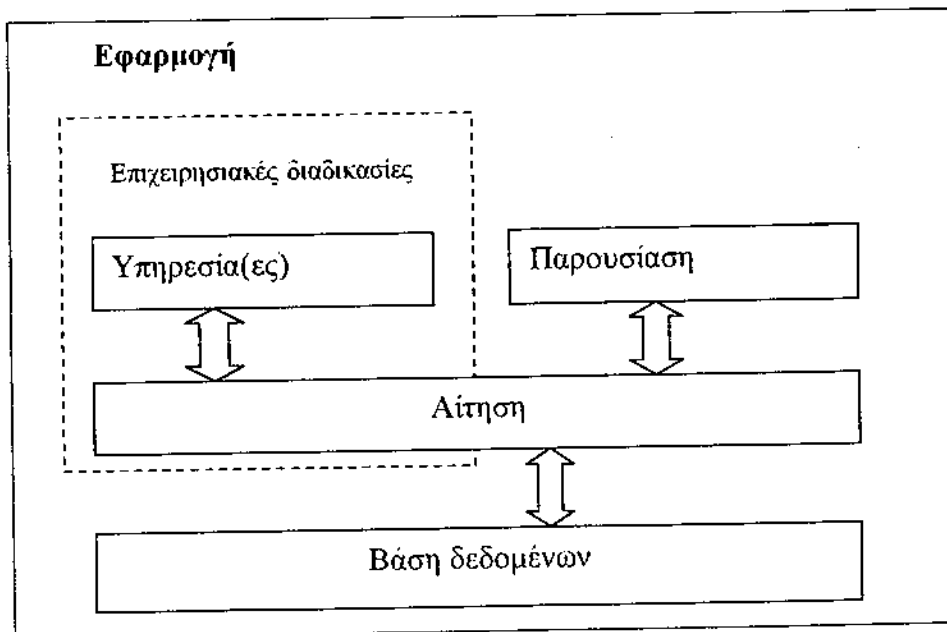 Εφαρμογή
Επιχειρησιακές διαδικασίες
Υπηρεσία(ες)
Παρουσίαση
Αίτηση
Βάση δεδομένων